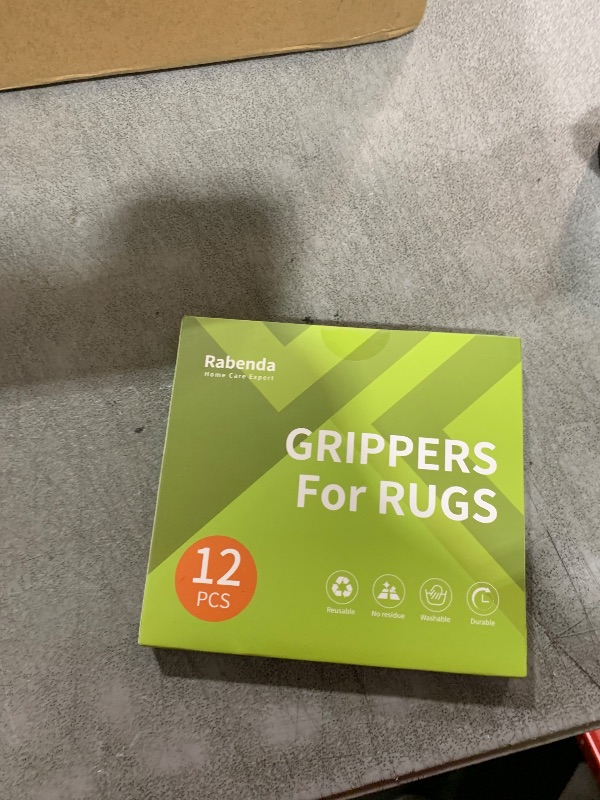 Rabenda
Home Care Expert
GRIPPERS
For RUGS
12
PCS
Reusable
No residue
Washable
Durable